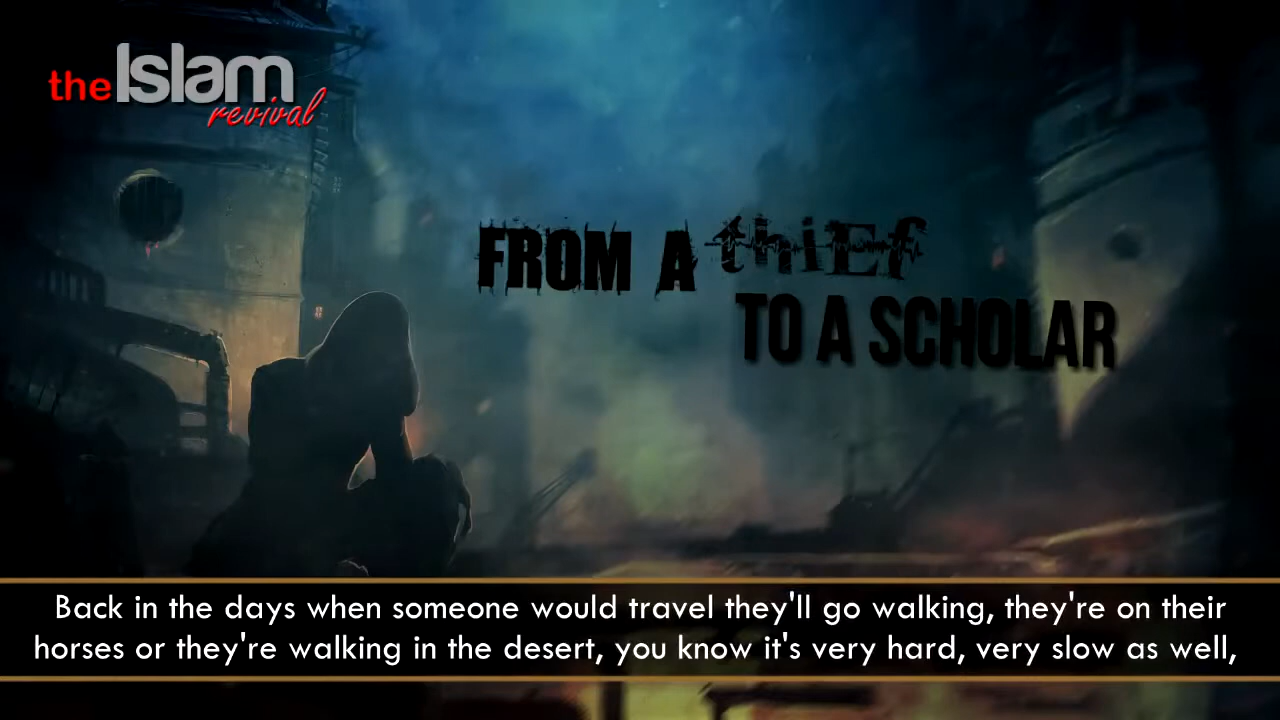 the Islam
revival
FROM A thiEf
TO A SCHOLAR
Back in the days when someone would travel they'll go walking, they're on their
horses or they're walking in the desert, you know it's very hard, very slow as well,